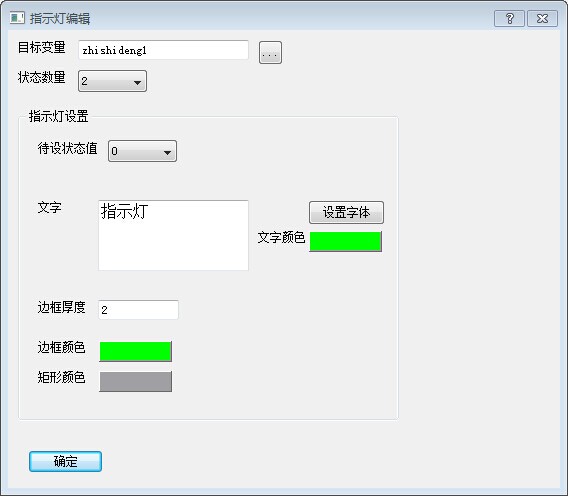 指示灯编辑
目标变量 zhishideng1 ...
状态数量 2
指示灯设置
待设状态值 0
文字 指示灯 设置字体
文字颜色
边框厚度 2
边框颜色
矩形颜色
确定